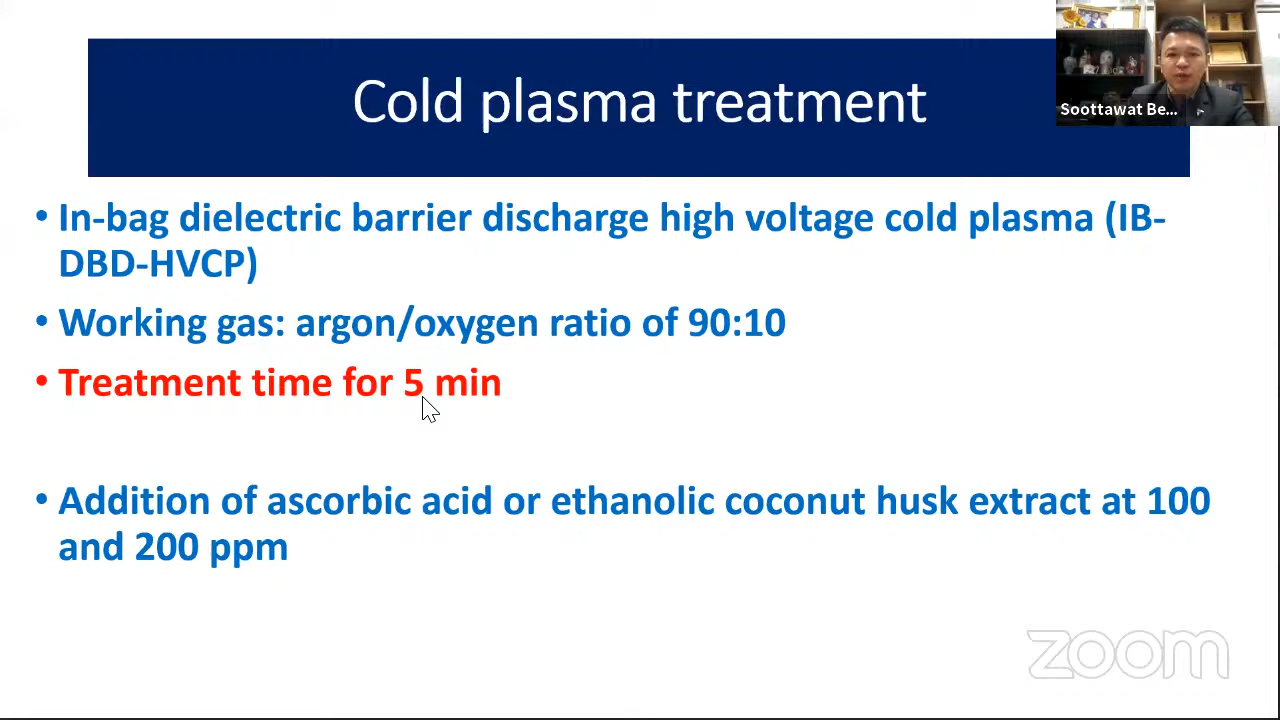 Cold plasma treatment
Soottawat Be...
• In-bag dielectric barrier discharge high voltage cold plasma (IB-
DBD-HVCP)
• Working gas: argon/oxygen ratio of 90:10
• Treatment time for 5 min
• Addition of ascorbic acid or ethanolic coconut husk extract at 100
and 200 ppm
zoom